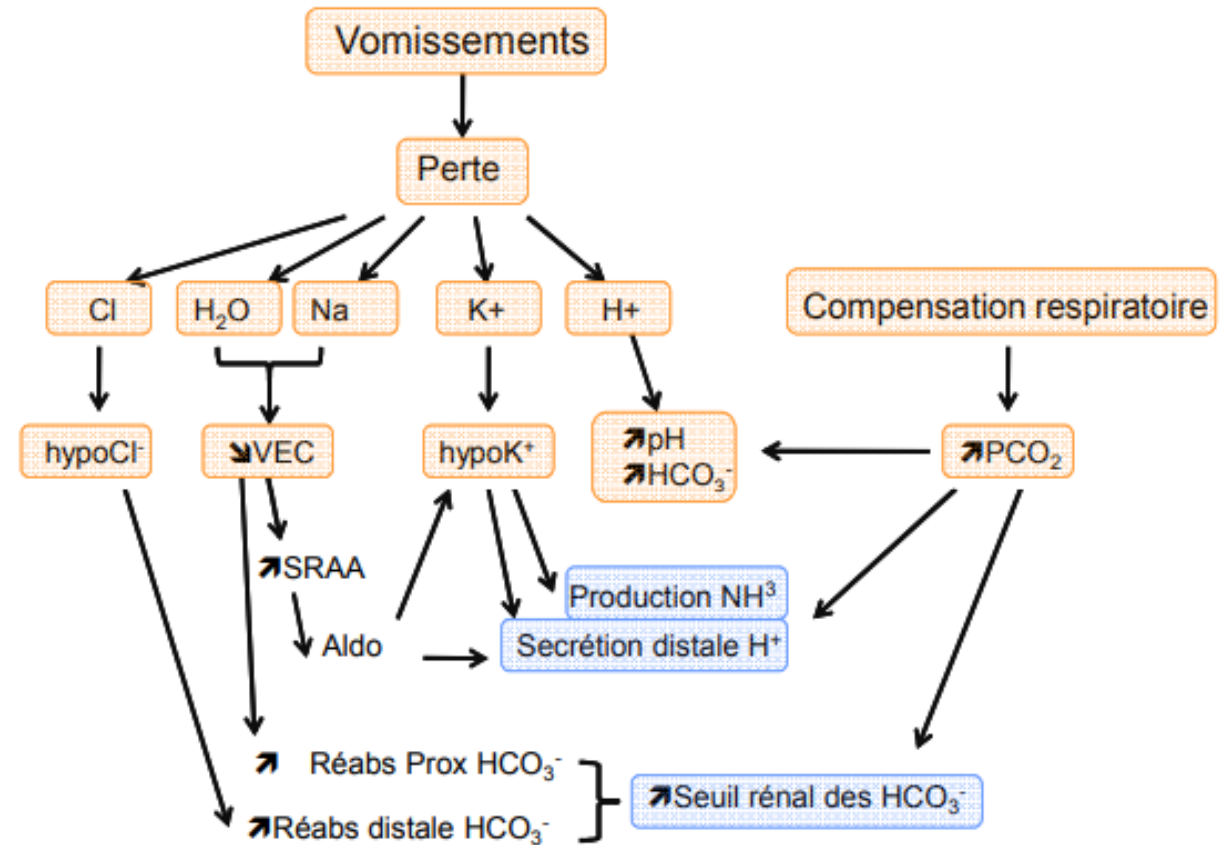 Vomissements
Perte
Cl
H₂O
Na
K+
H+
Compensation respiratoire
hypoCl⁻
↘VEC
hypoK⁺
↗pH
↗HCO₃⁻
↗PCO₂
↗SRAA
Production NH³
Aldo
Secrétion distale H⁺
↗ Réabs Prox HCO₃⁻
↗Seuil rénal des HCO₃⁻
↗Réabs distale HCO₃⁻